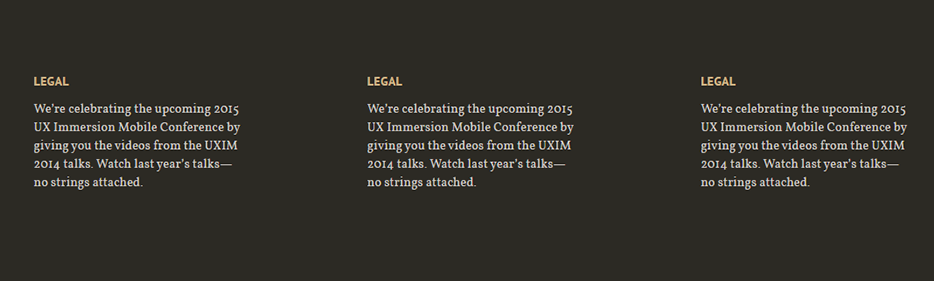 LEGAL
We're celebrating the upcoming 2015
UX Immersion Mobile Conference by
giving you the videos from the UXIM
2014 talks. Watch last year's talks—
no strings attached.
LEGAL
We're celebrating the upcoming 2015
UX Immersion Mobile Conference by
giving you the videos from the UXIM
2014 talks. Watch last year's talks—
no strings attached.
LEGAL
We're celebrating the upcoming 2015
UX Immersion Mobile Conference by
giving you the videos from the UXIM
2014 talks. Watch last year's talks—
no strings attached.